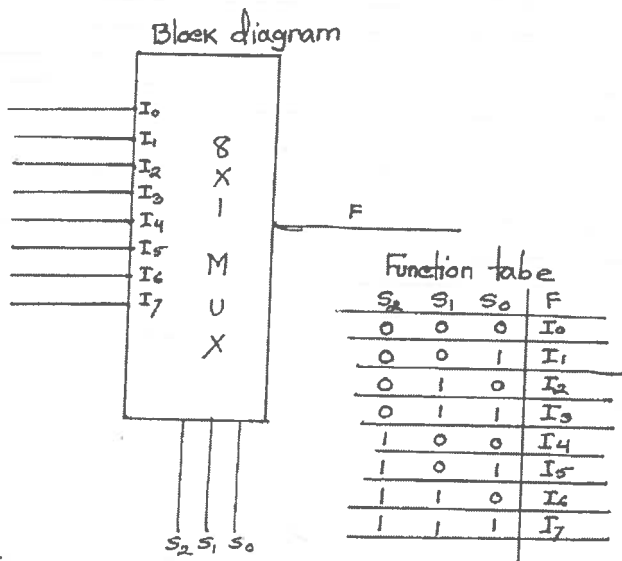 Block diagram
I0
I1
I2
I3
I4
I5
I6
I7
8X1 MUX
F
S2 S1 S0
Function tabe
S2 S1 S0 F
0 0 0 I0
0 0 1 I1
0 1 0 I2
0 1 1 I3
1 0 0 I4
1 0 1 I5
1 1 0 I6
1 1 1 I7